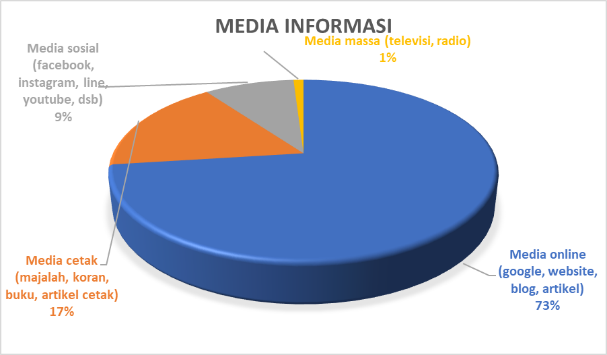 MEDIA INFORMASI
Media massa (televisi, radio)
1%
Media sosial
(facebook,
instagram, line,
youtube, dsb)
9%
Media cetak
(majalah, koran,
buku, artikel cetak)
17%
Media online
(google, website,
blog, artikel)
73%